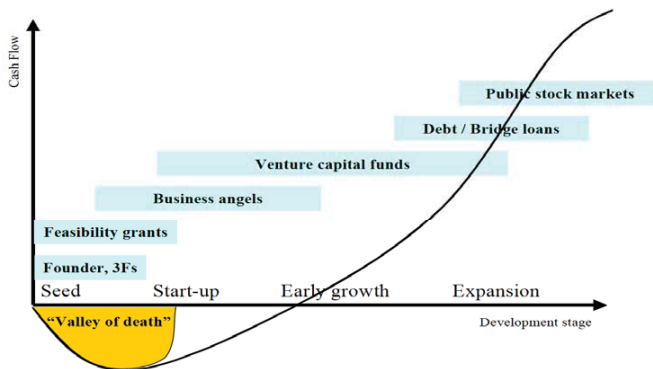 Cash Flow
Public stock markets
Debt / Bridge loans
Venture capital funds
Business angels
Feasibility grants
Founder, 3Fs
Seed Start-up Early growth Expansion
"Valley of death"
Development stage